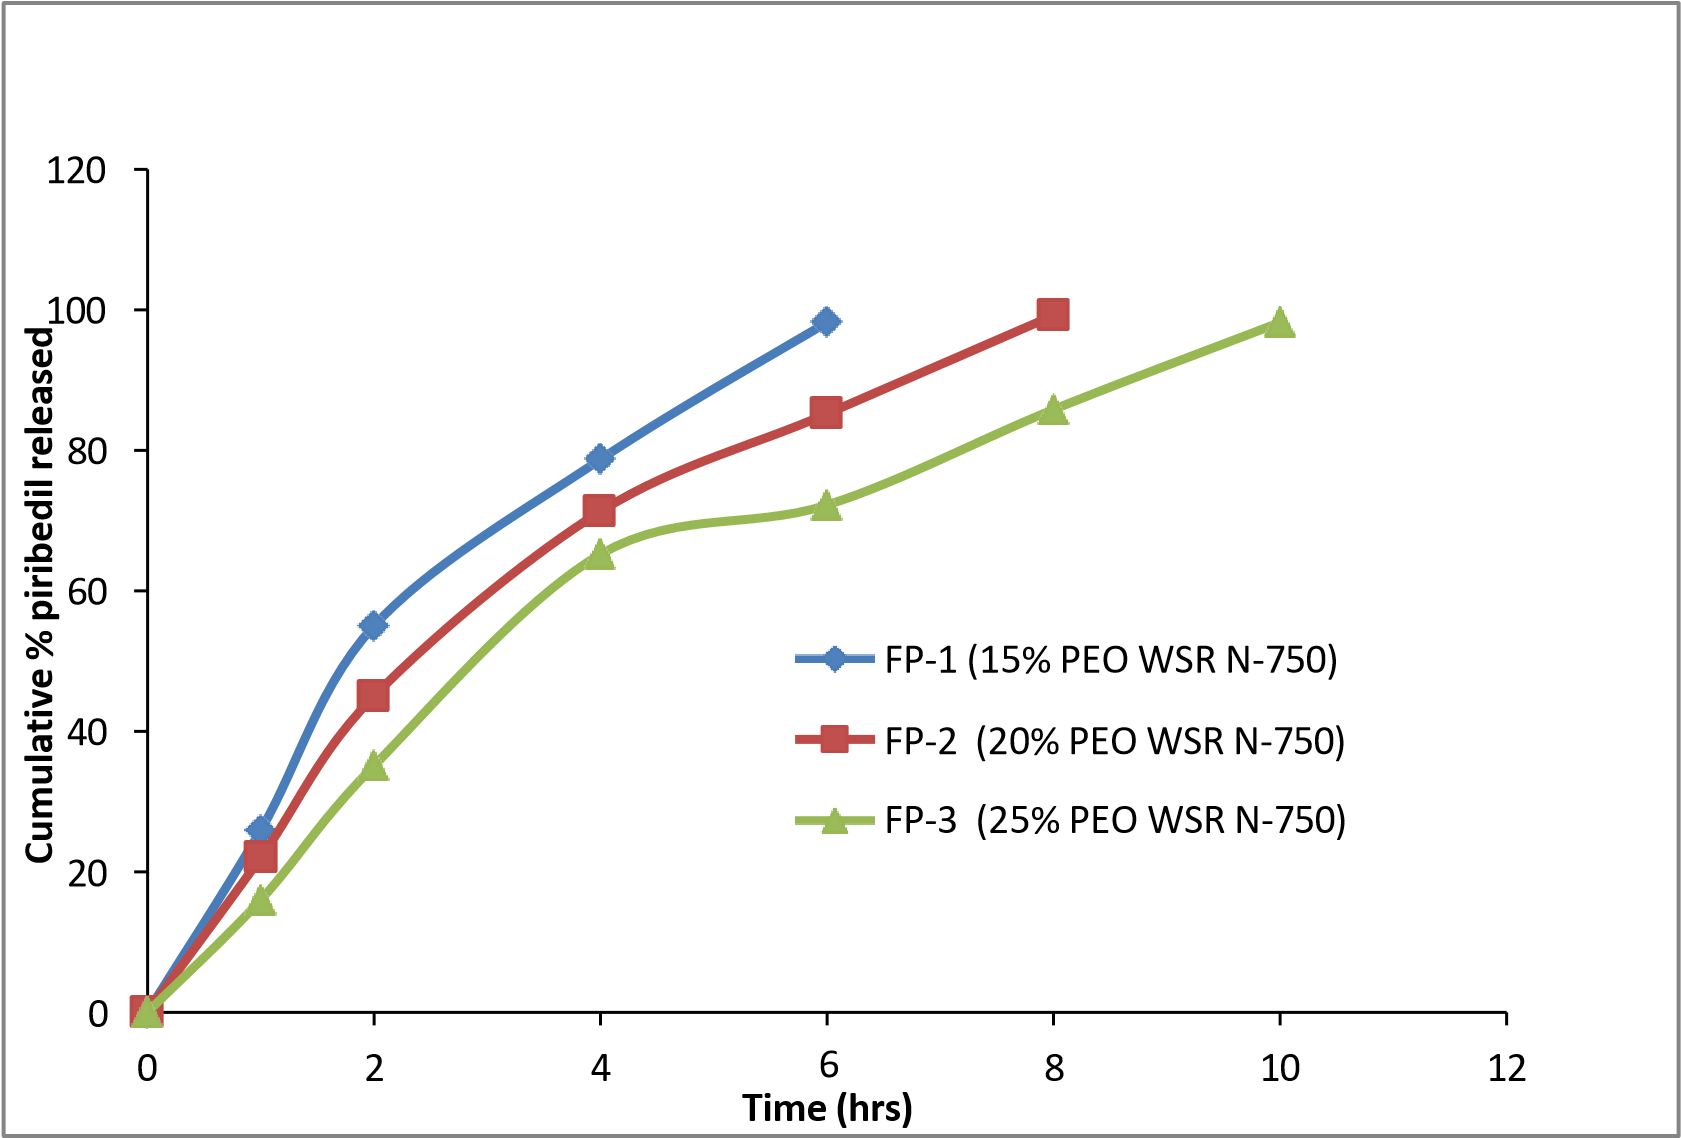 120
100
80
60
40
20
0
Cumulative % piribedil released
FP-1 (15% PEO WSR N-750)
FP-2  (20% PEO WSR N-750)
FP-3  (25% PEO WSR N-750)
0 2 4 6 8 10 12
Time (hrs)